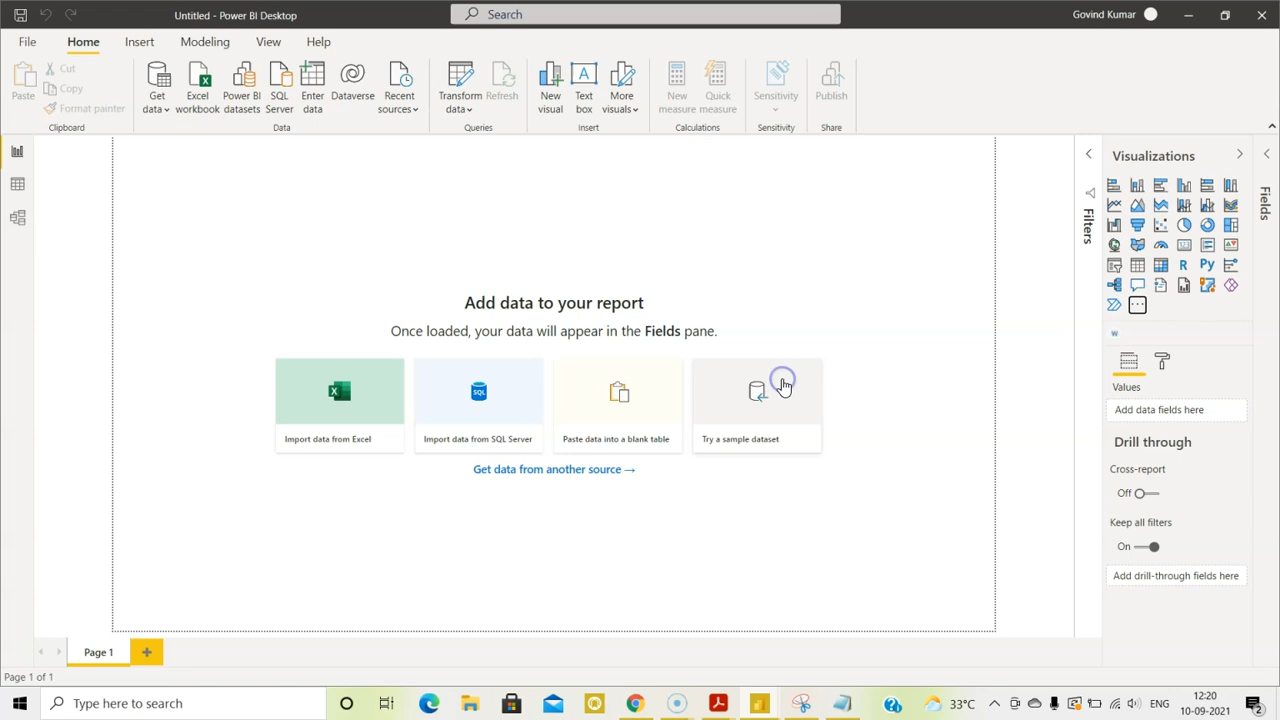 Untitled - Power BI Desktop
Search
Govind Kumar
File Home Insert Modeling View Help
Paste
Cut
Copy
Format painter
Clipboard
Get data
Excel workbook
Power BI datasets
SQL Server
Enter data
Dataverse
Recent sources
Data
Transform data
Refresh
Queries
New visual
Text box
More visuals
Insert
New measure
Quick measure
Calculations
Sensitivity
Sensitivity
Publish
Share
Add data to your report
Once loaded, your data will appear in the Fields pane.
SQL
Import data from Excel
Import data from SQL Server
Paste data into a blank table
Try a sample dataset
Get data from another source →
Filters
Visualizations
R
Py
Values
Add data fields here
Drill through
Cross-report
Off
Keep all filters
On
Add drill-through fields here
Fields
Page 1
Page 1 of 1
Type here to search
33°C
ENG
12:20
10-09-2021
2